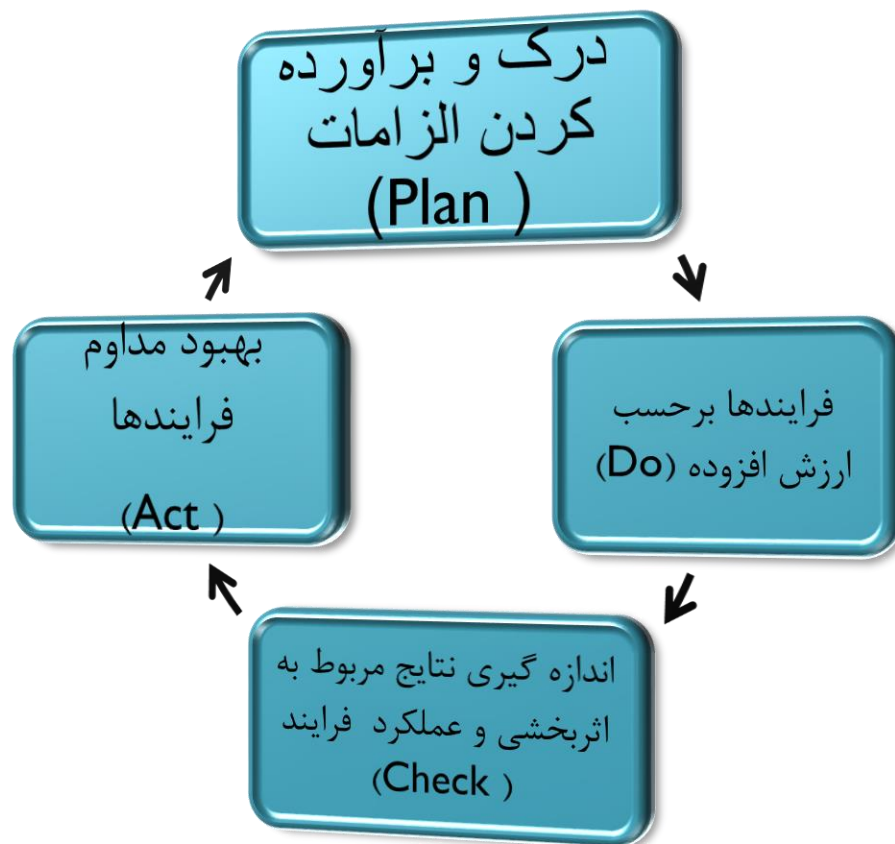 درک و برآورده
کردن الزامات
(Plan )
فرایندها برحسب
ارزش افزوده (Do)
اندازه گیری نتایج مربوط به
اثربخشی و عملکرد فرایند
(Check )
بهبود مداوم
فرایندها
(Act )